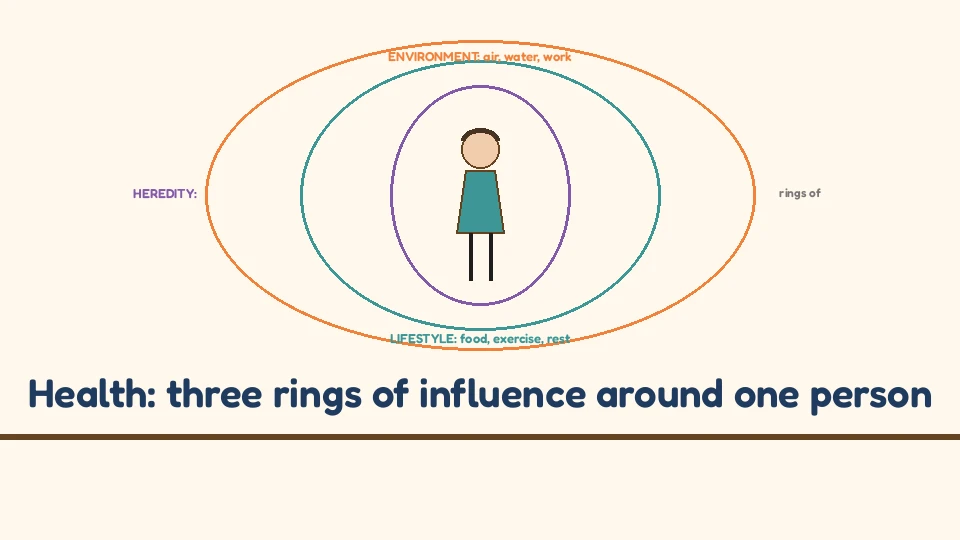 ENVIRONMENT: air, water, work
HEREDITY:
rings of
LIFESTYLE: food, exercise, rest
Health: three rings of influence around one person